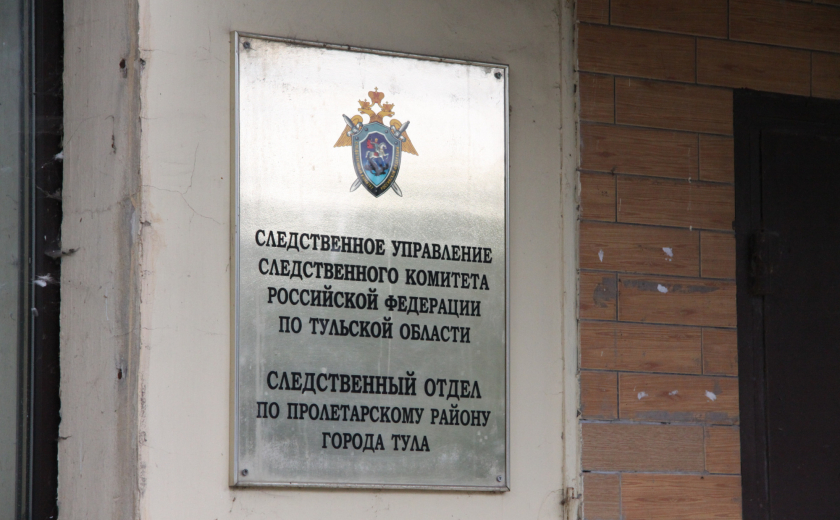 СЛЕДСТВЕННОЕ УПРАВЛЕНИЕ
СЛЕДСТВЕННОГО КОМИТЕТА
РОССИЙСКОЙ ФЕДЕРАЦИИ
ПО ТУЛЬСКОЙ ОБЛАСТИ
СЛЕДСТВЕННЫЙ ОТДЕЛ
ПО ПРОЛЕТАРСКОМУ РАЙОНУ
ГОРОДА ТУЛА